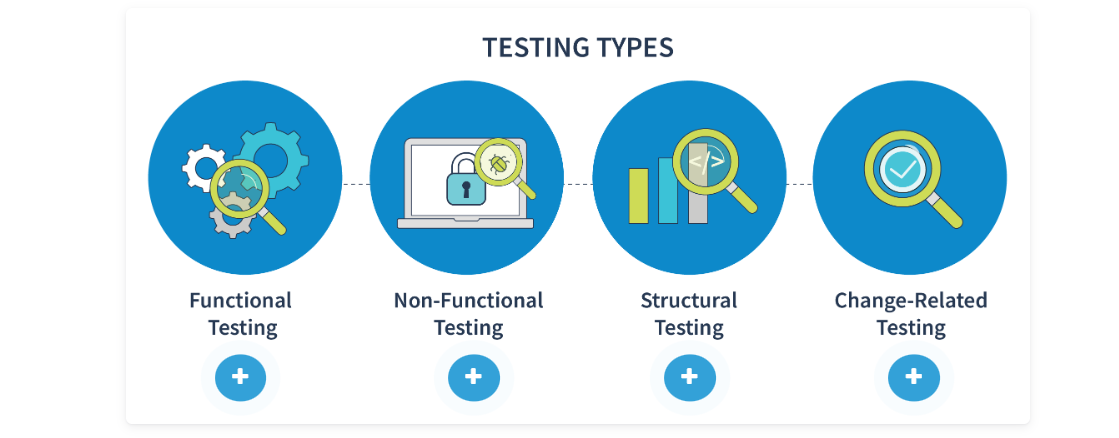 TESTING TYPES
</>
Functional
Testing
Non-Functional
Testing
Structural
Testing
Change-Related
Testing
+
+
+
+